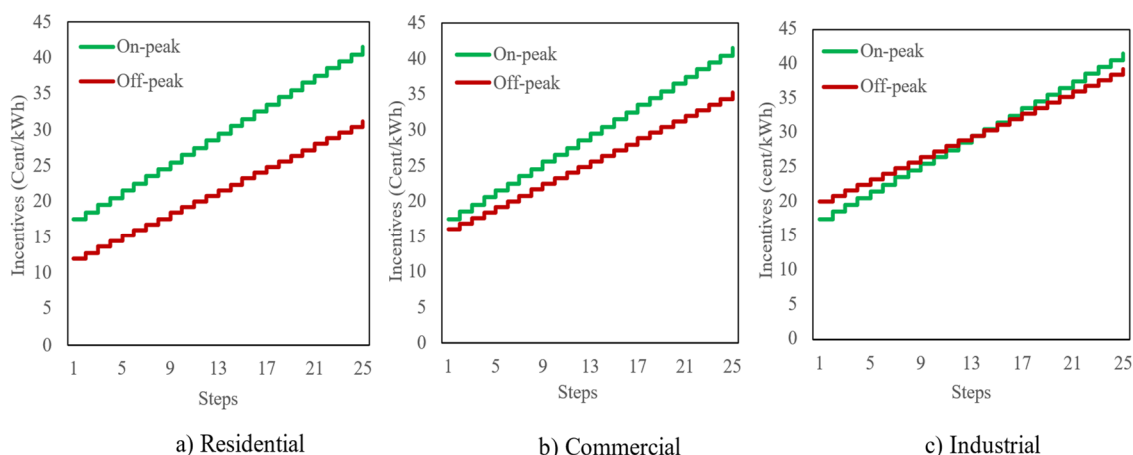 45
40
35
30
25
20
15
10
5
0
Incentives (Cent/kWh)
On-peak
Off-peak
1 5 9 13 17 21 25
Steps
a) Residential
45
40
35
30
25
20
15
10
5
0
Incentives (Cent/kWh)
On-peak
Off-peak
1 5 9 13 17 21 25
Steps
b) Commercial
45
40
35
30
25
20
15
10
5
0
Incentives (cent/kWh)
On-peak
Off-peak
1 5 9 13 17 21 25
Steps
c) Industrial